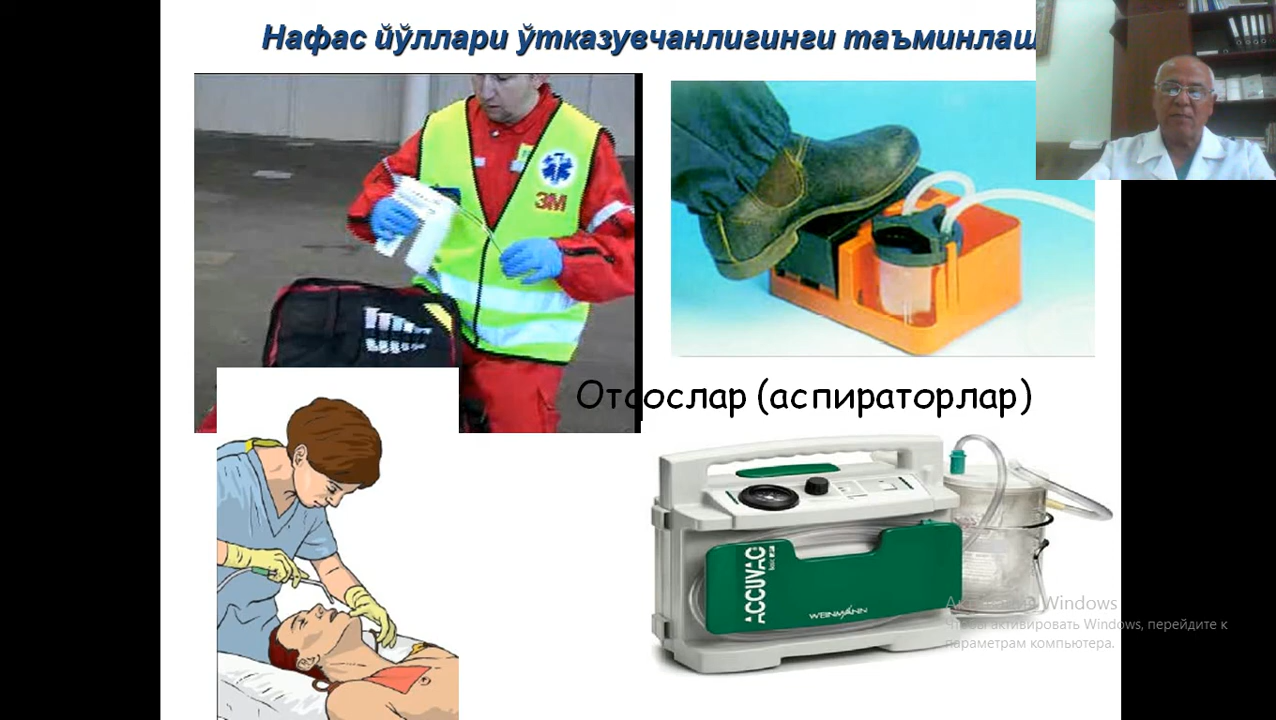 Нафас йўллари ўтказувчанлигинги таъминлаш
3M
Отсослар (аспираторлар)
ACCUVAC
WEINMANN
Активация Windows
Чтобы активировать Windows, перейдите к
параметрам компьютера.